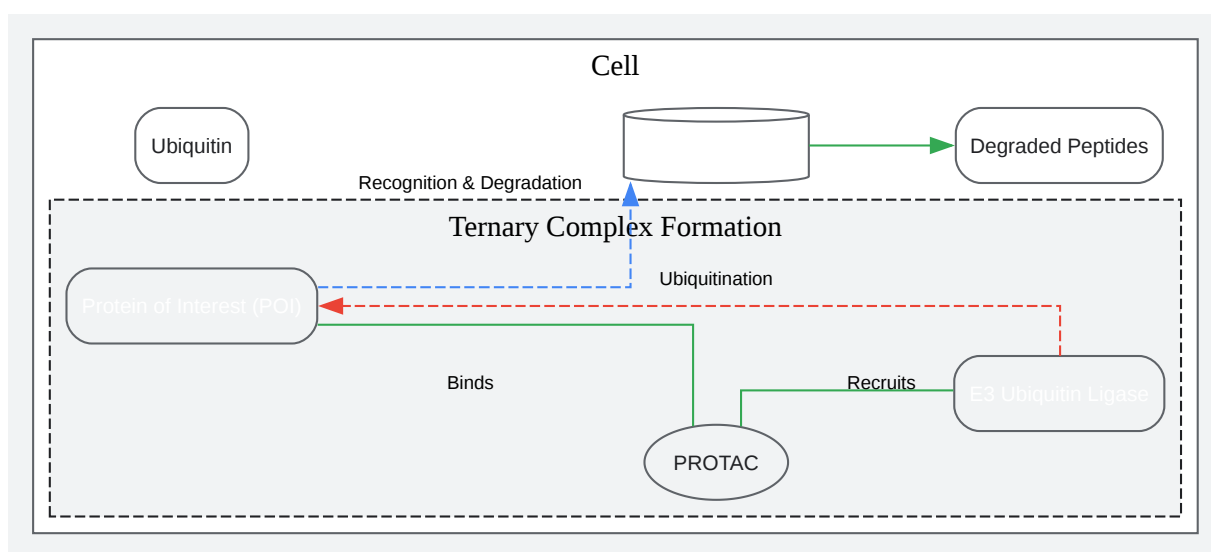 Cell
Ubiquitin
Degraded Peptides
Recognition & Degradation
Ternary Complex Formation
Ubiquitination
Protein of Interest (POI)
Binds
Recruits
E3 Ubiquitin Ligase
PROTAC